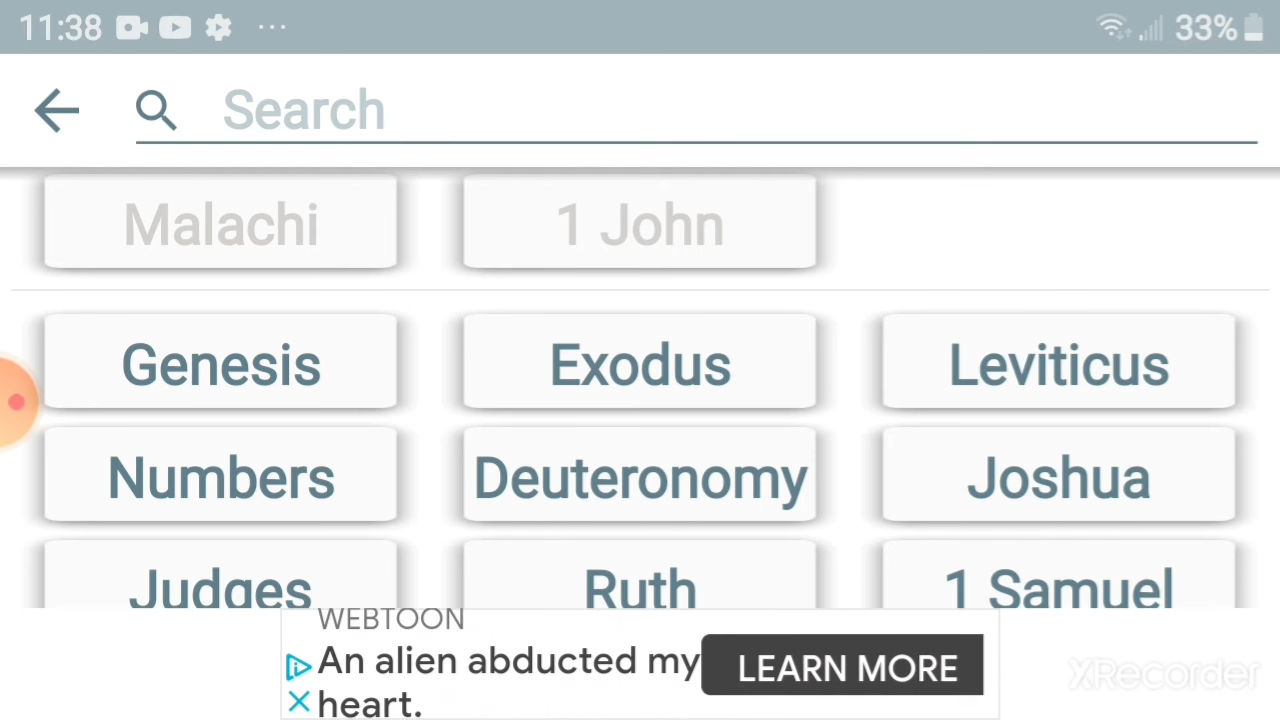 11:38 ... 33%
Search
Malachi 1 John
Genesis Exodus Leviticus
Numbers Deuteronomy Joshua
Judges Ruth 1 Samuel
WEBTOON
An alien abducted my
heart.
LEARN MORE
XRecorder